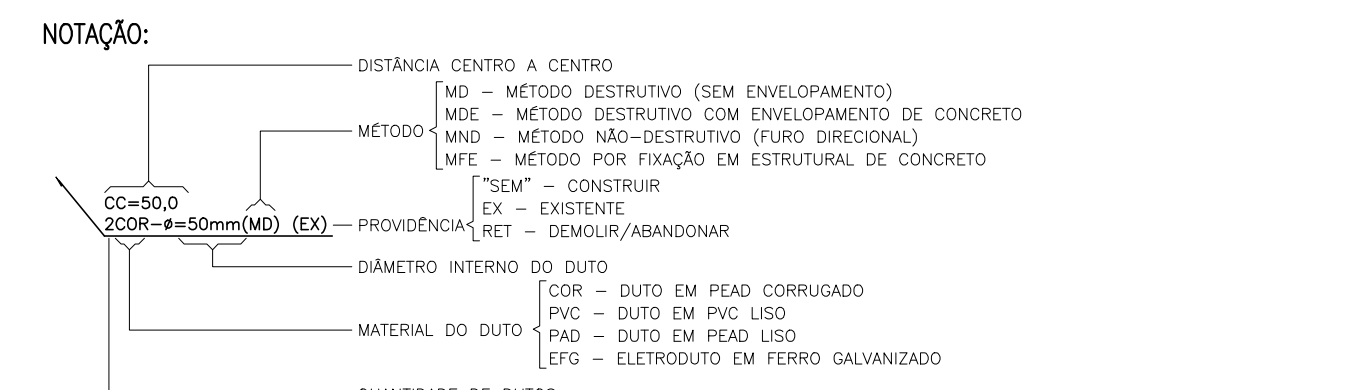 NOTAÇÃO:
DISTÂNCIA CENTRO A CENTRO
MD – MÉTODO DESTRUTIVO (SEM ENVELOPAMENTO)
MDE – MÉTODO DESTRUTIVO COM ENVELOPAMENTO DE CONCRETO
MÉTODO
MND – MÉTODO NÃO–DESTRUTIVO (FURO DIRECIONAL)
MFE – MÉTODO POR FIXAÇÃO EM ESTRUTURAL DE CONCRETO
"SEM" – CONSTRUIR
CC=50,0
EX – EXISTENTE
2COR–ø=50mm(MD) (EX)
PROVIDÊNCIA
RET – DEMOLIR/ABANDONAR
DIÂMETRO INTERNO DO DUTO
COR – DUTO EM PEAD CORRUGADO
PVC – DUTO EM PVC LISO
MATERIAL DO DUTO
PAD – DUTO EM PEAD LISO
EFG – ELETRODUTO EM FERRO GALVANIZADO
QUANTIDADE DE DUTOS